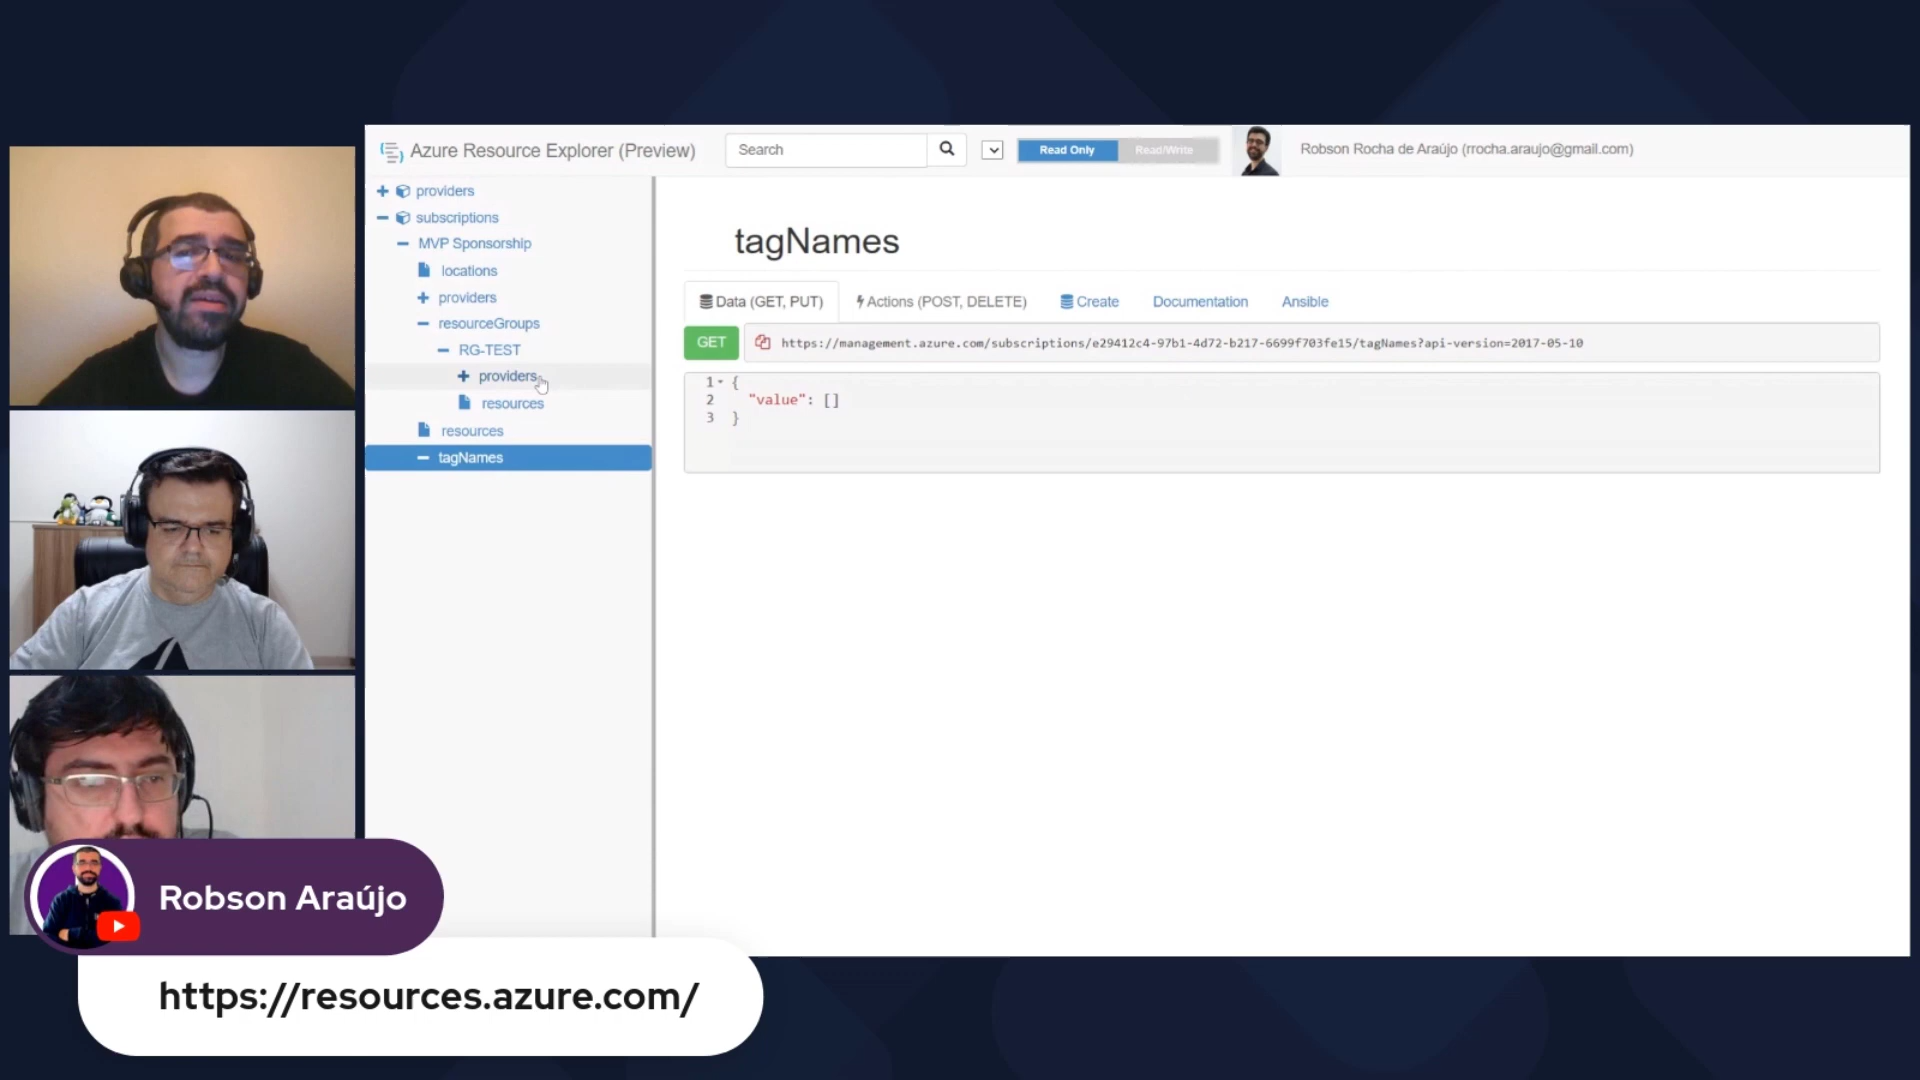 Azure Resource Explorer (Preview)
Search
Read Only
Read/Write
Robson Rocha de Araújo (rrocha.araujo@gmail.com)
providers
subscriptions
MVP Sponsorship
locations
providers
resourceGroups
RG-TEST
providers
resources
resources
tagNames
tagNames
Data (GET, PUT)
Actions (POST, DELETE)
Create
Documentation
Ansible
GET
https://management.azure.com/subscriptions/e29412c4-97b1-4d72-b217-6699f703fe15/tagNames?api-version=2017-05-10
1 {
2 "value": []
3 }
Robson Araújo
https://resources.azure.com/